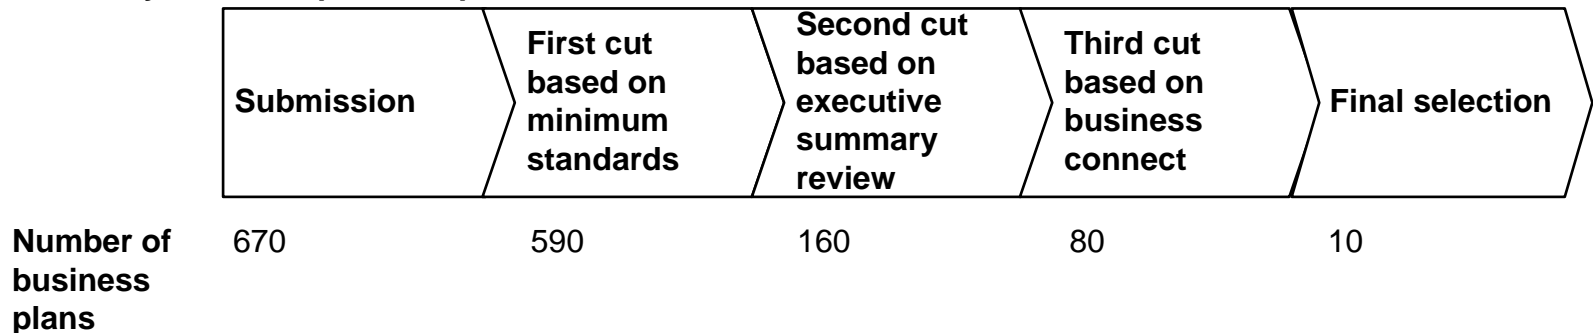 Submission
First cut
based on
minimum
standards
Second cut
based on
executive
summary
review
Third cut
based on
business
connect
Final selection
Number of
business
plans
670
590
160
80
10